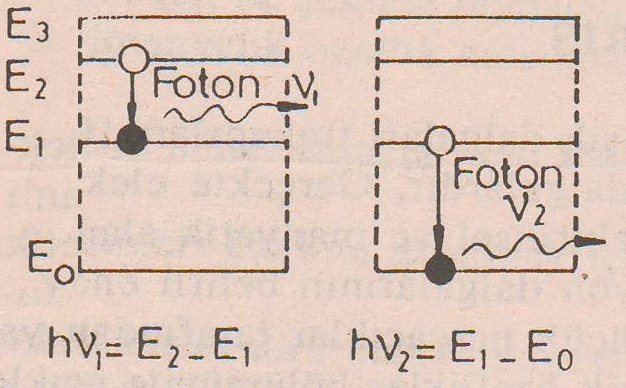 E3
E2
Foton ν1
E1
Foton
ν2
E0
hν1 = E2 - E1
hν2 = E1 - E0